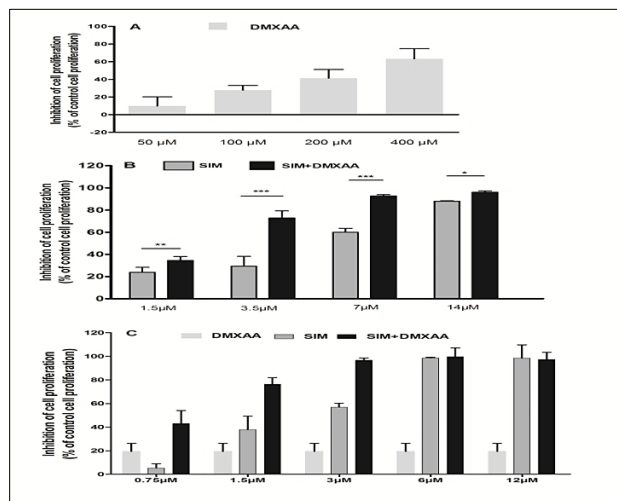 A
DMXAA
Inhibition of cell proliferation
(% of control cell proliferation)
100
80
60
40
20
0
-20
50 µM
100 µM
200 µM
400 µM
B
SIM
SIM+DMXAA
Inhibition of cell proliferation
(% of control cell proliferation)
120
100
80
60
40
20
0
**
***
***
*
1.5µM
3.5µM
7µM
14µM
C
DMXAA
SIM
SIM+DMXAA
Inhibition of cell proliferation
(% of control cell proliferation)
120
100
80
60
40
20
0
0.75µM
1.5µM
3µM
6µM
12µM